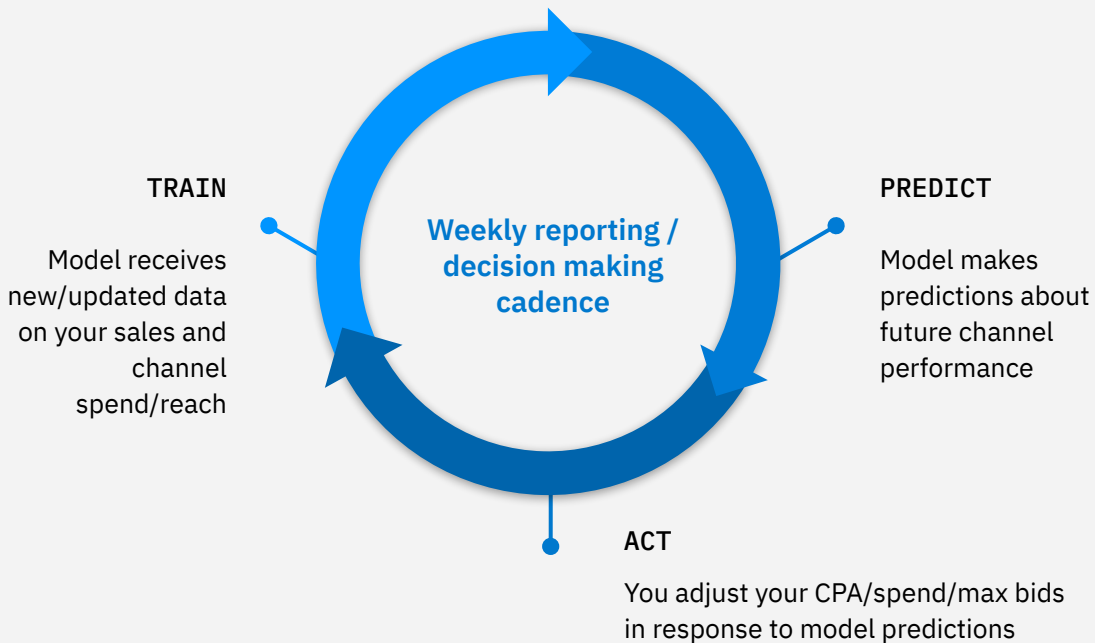 TRAIN
Model receives
new/updated data
on your sales and
channel
spend/reach
Weekly reporting /
decision making
cadence
PREDICT
Model makes
predictions about
future channel
performance
ACT
You adjust your CPA/spend/max bids
in response to model predictions